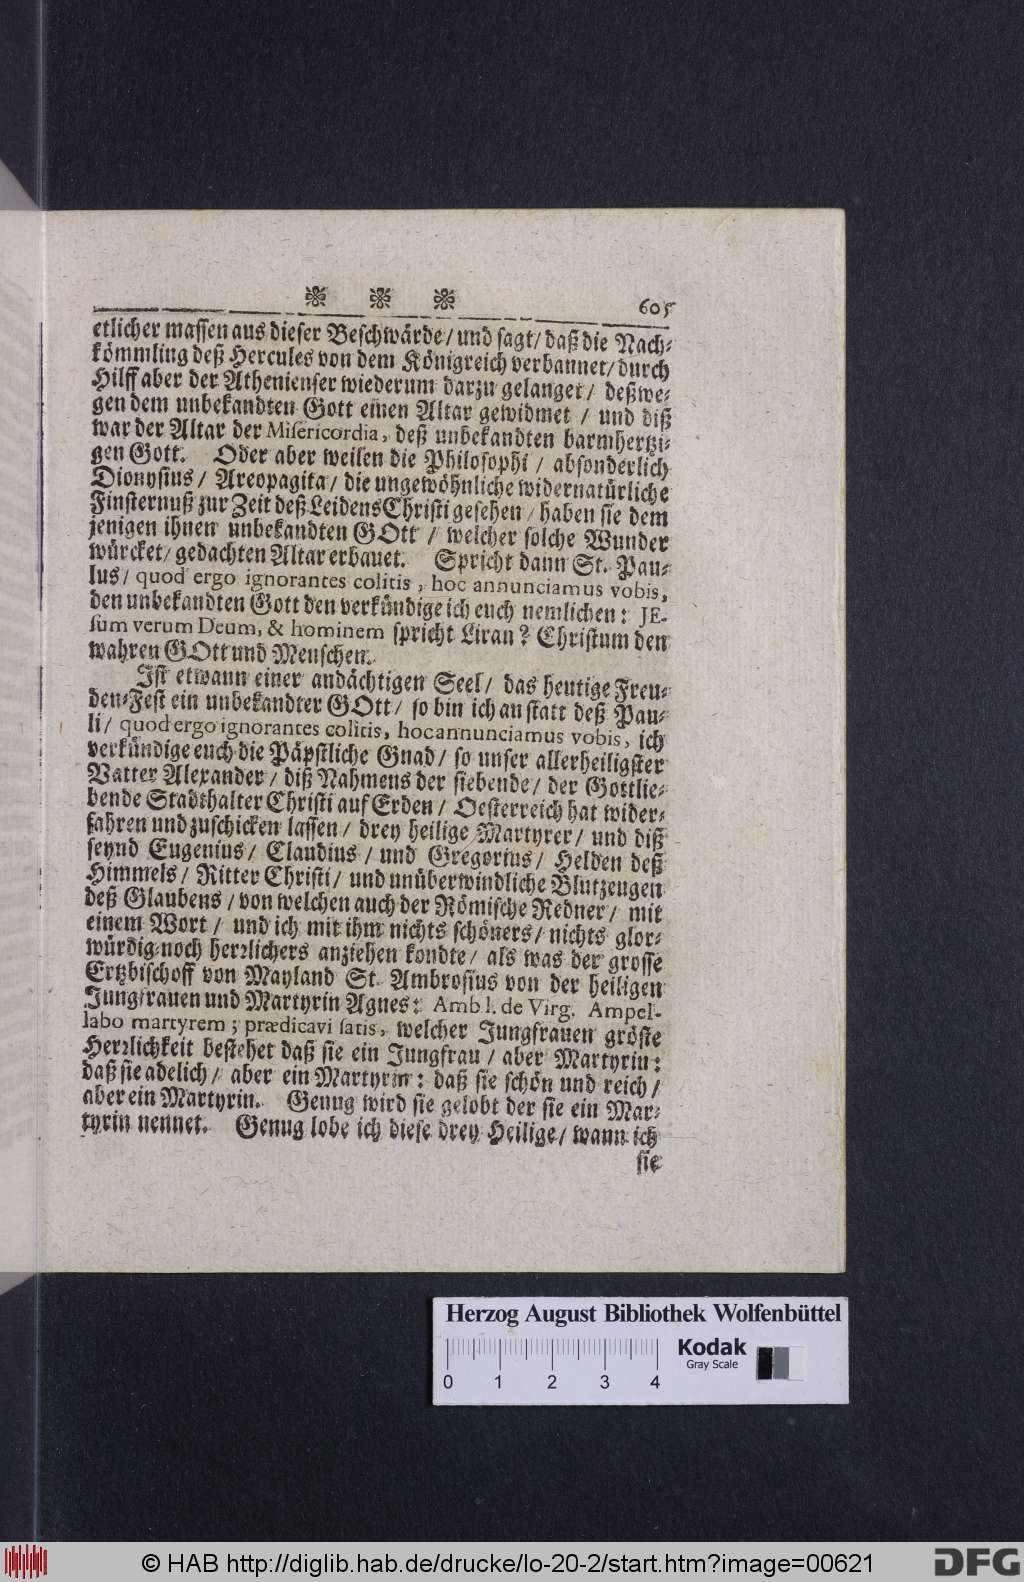 605
etlicher massen aus dieser Beschwärde/ und sagt/ daß die Nach-
kömmling deß Hercules von dem Königreich verbannet/ durch
Hilff aber der Athenienser wiederum darzu gelanget/ deßwe-
gen dem unbekandten Gott einen Altar gewidmet / und diß
war der Altar der Misericordia, deß unbekandten barmhertzi-
gen Gott. Oder aber weilen die Philosophi / absonderlich
Dionysius / Areopagita / die ungewöhnliche widernatürliche
Finsternuß zur Zeit deß Leidens Christi gesehen / haben sie dem
jenigen ihnen unbekandten GOtt / welcher solche Wunder
würcket/ gedachten Altar erbauet. Spricht dann St. Pau-
lus/ quod ergo ignorantes colitis, hoc annunciamus vobis,
den unbekandten Gott den verkündige ich euch nemlichen: JE-
sum verum Deum, & hominem spricht Liran? Christum den
wahren GOtt und Menschen.
Ist etwann einer andächtigen Seel/ das heutige Freu-
den-Fest ein unbekandter GOtt/ so bin ich an statt deß Pau-
li/ quod ergo ignorantes colitis, hoc annunciamus vobis, ich
verkündige euch die Päpstliche Gnad/ so unser allerheiligster
Vatter Alexander/ diß Nahmens der siebende/ der Gottlie-
bende Stadthalter Christi auf Erden/ Oesterreich hat wider-
fahren und zuschicken lassen/ drey heilige Martyrer/ und diß
seynd Eugenius/ Claudius / und Gregorius/ Helden deß
Himmels/ Ritter Christi/ und unüberwindliche Blutzeugen
deß Glaubens / von welchen auch der Römische Redner/ mit
einem Wort/ und ich mit ihm nichts schöners/ nichts glor-
würdig-noch herrlichers anziehen kondte/ als was der grosse
Ertzbischoff von Mayland St. Ambrosius von der heiligen
Jungfrauen und Martyrin Agnes: Amb l. de Virg. Ampel-
labo martyrem; prædicavi satis, welcher Jungfrauen gröste
Herrlichkeit bestehet daß sie ein Jungfrau/ aber Martyrin:
daß sie adelich/ aber ein Martyrin: daß sie schön und reich/
aber ein Martyrin. Genug wird sie gelobt der sie ein Mar-
tyrin nennet. Genug lobe ich diese drey Heilige/ wann ich
sie
Herzog August Bibliothek Wolfenbüttel
Kodak
Gray Scale
0 1 2 3 4
© HAB http://diglib.hab.de/drucke/lo-20-2/start.htm?image=00621
DFG